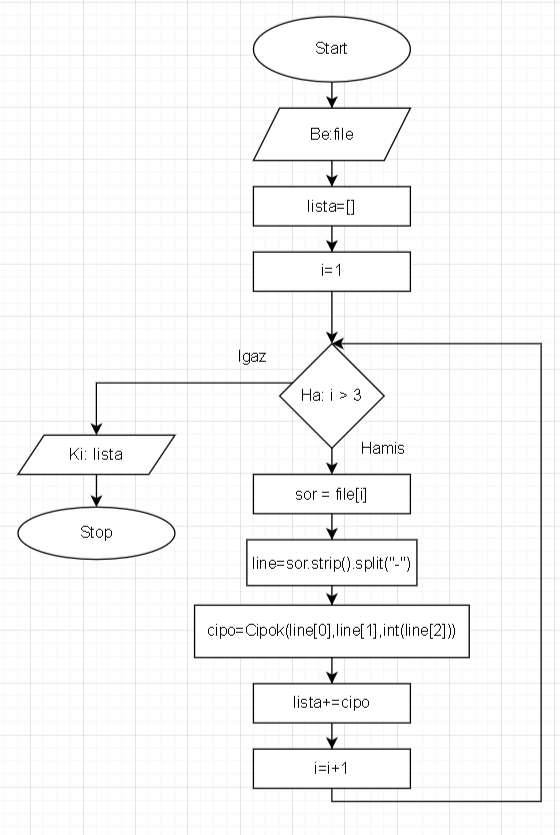 Start
Be:file
lista=[]
i=1
Igaz
Ha: i > 3
Hamis
Ki: lista
Stop
sor = file[i]
line=sor.strip().split("-")
cipo=Cipok(line[0],line[1],int(line[2]))
lista+=cipo
i=i+1